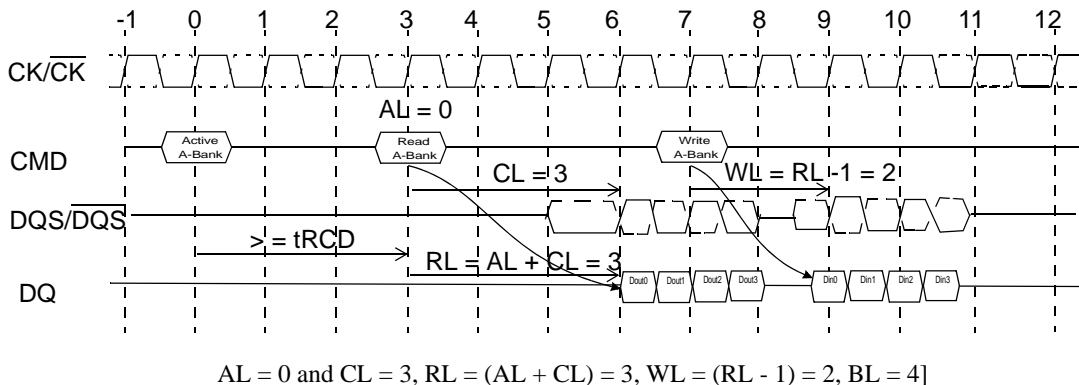 -1 0 1 2 3 4 5 6 7 8 9 10 11 12
CK/CK
AL = 0
Active
A-Bank
Read
A-Bank
Write
A-Bank
CMD
CL = 3
WL = RL -1 = 2
DQS/DQS
> = tRCD
RL = AL + CL = 3
DQ
Dout0 Dout1 Dout2 Dout3 Din0 Din1 Din2 Din3
AL = 0 and CL = 3, RL = (AL + CL) = 3, WL = (RL - 1) = 2, BL = 4]